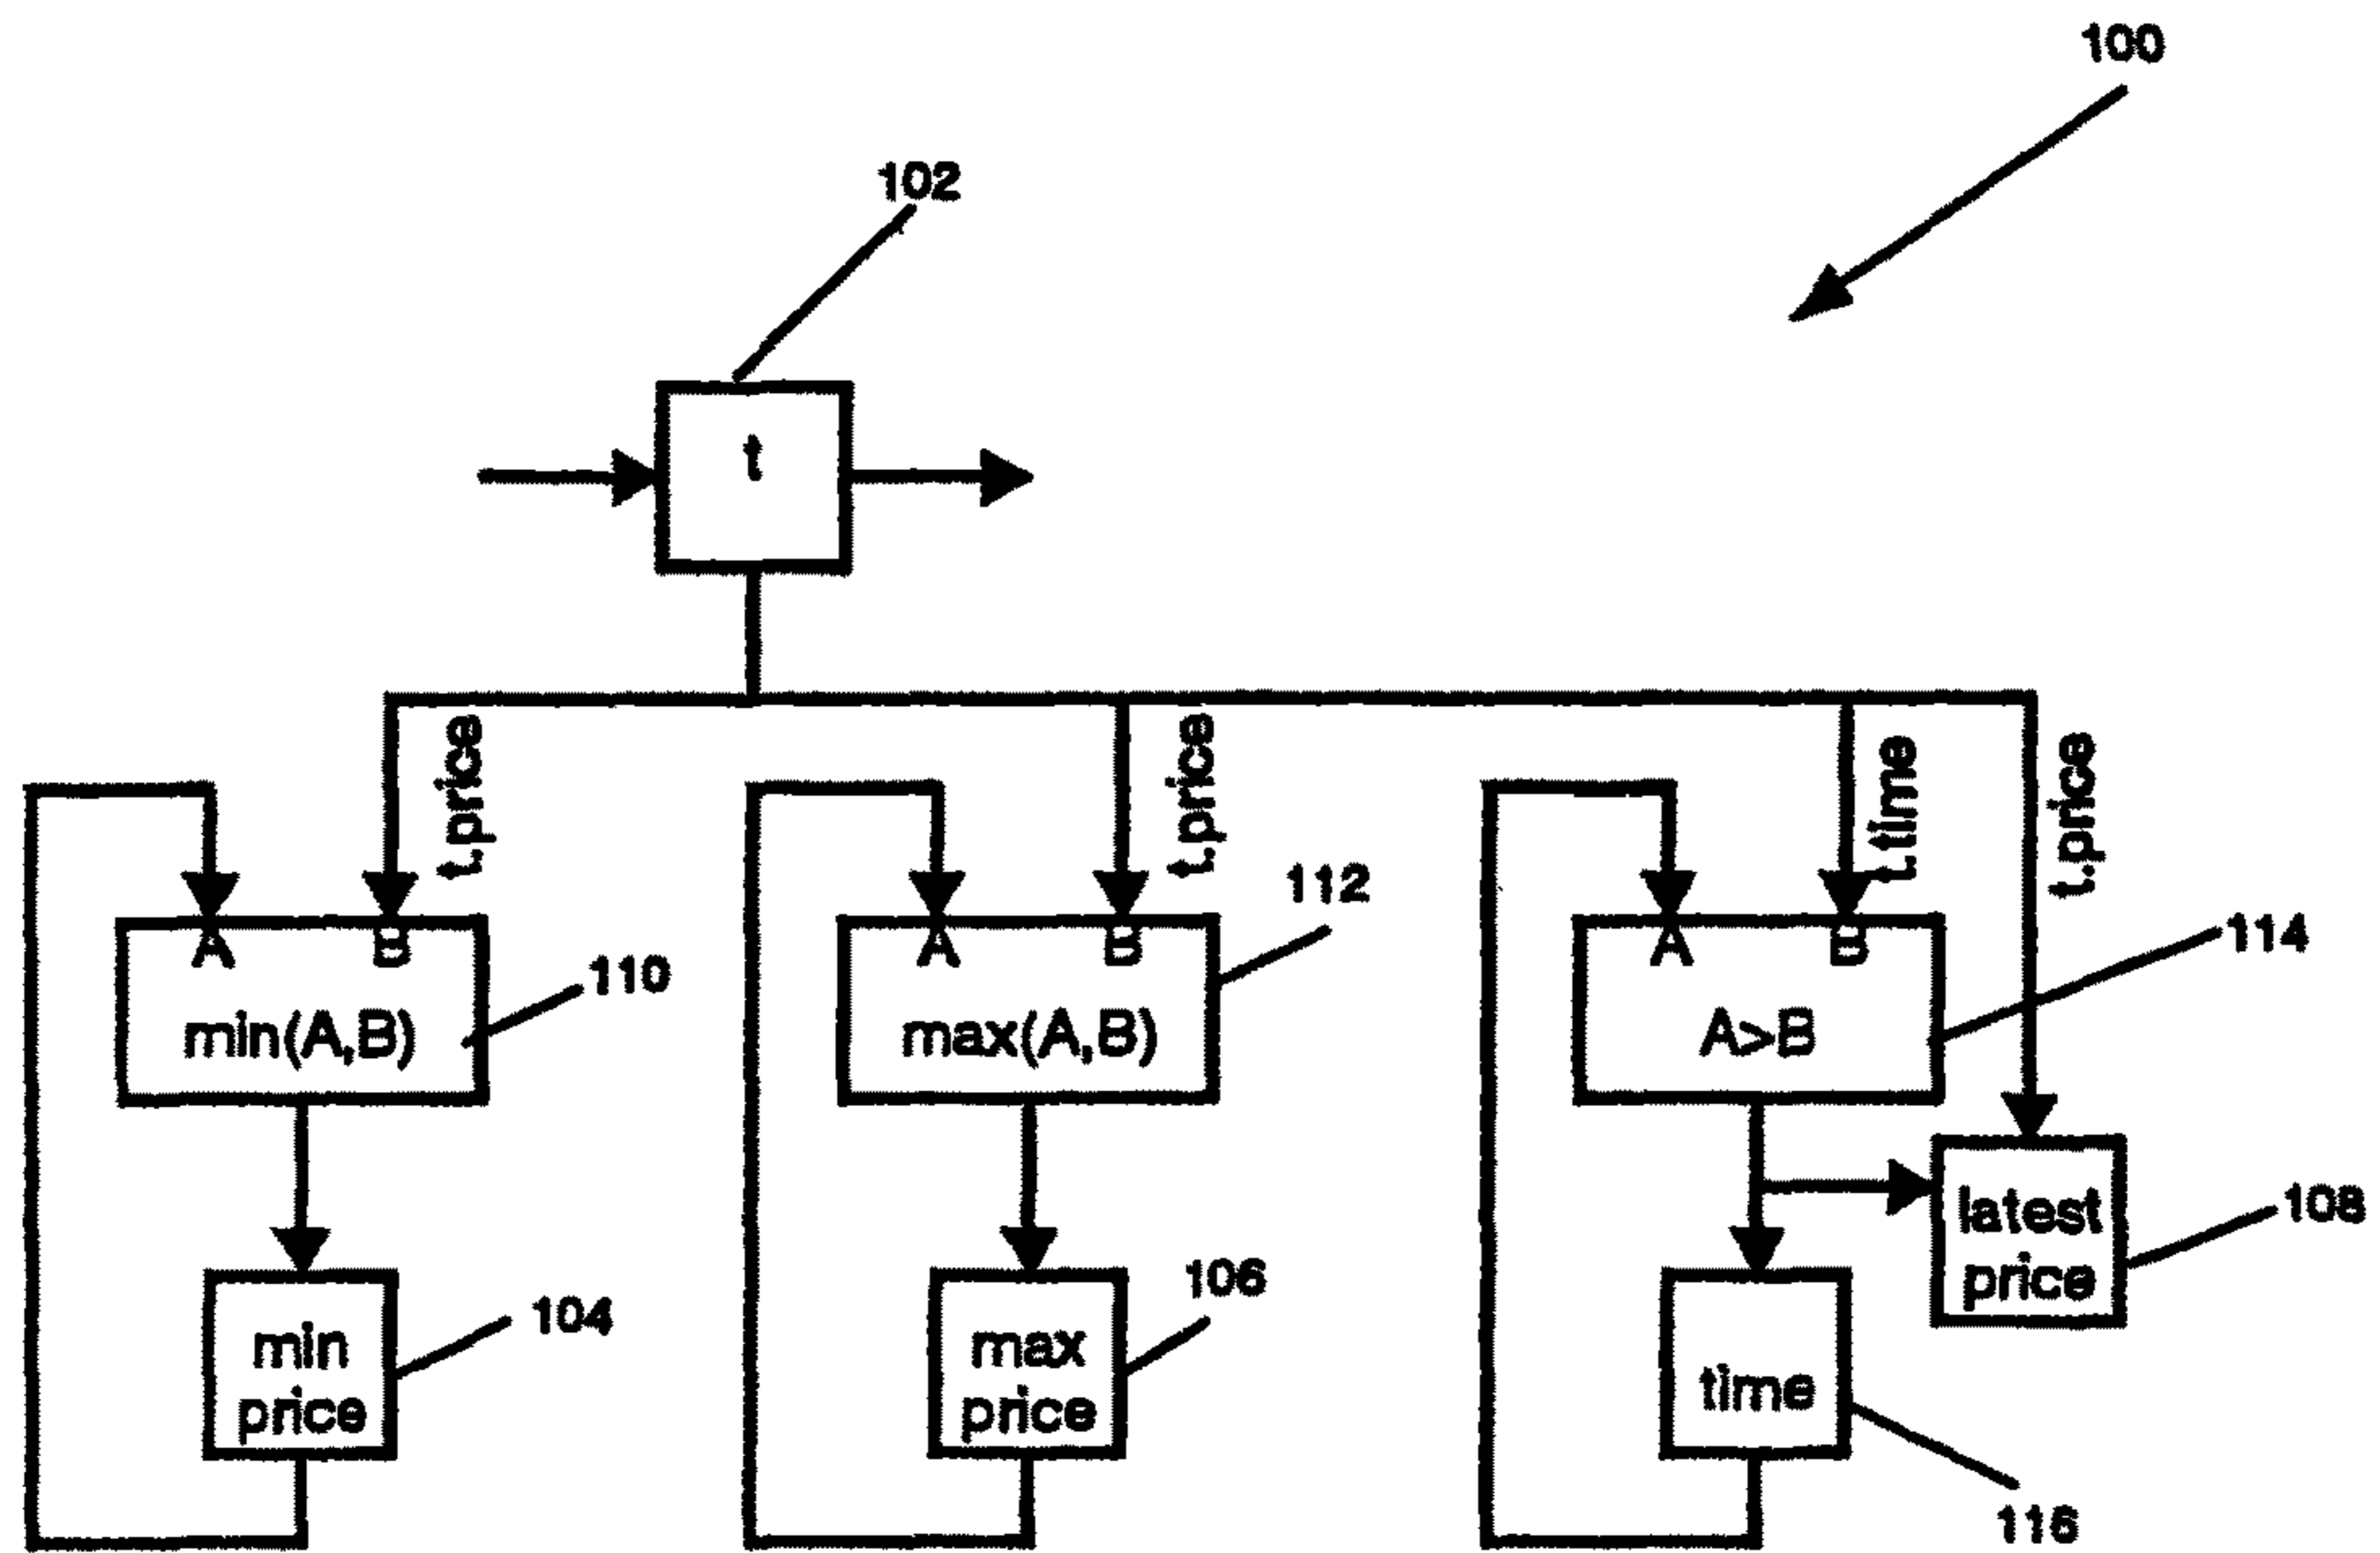 100
102
t
t.price
t.price
t.time
t.price
A B
min(A,B)
110
A B
max(A,B)
112
A B
A>B
114
min
price
104
max
price
106
time
116
latest
price
108